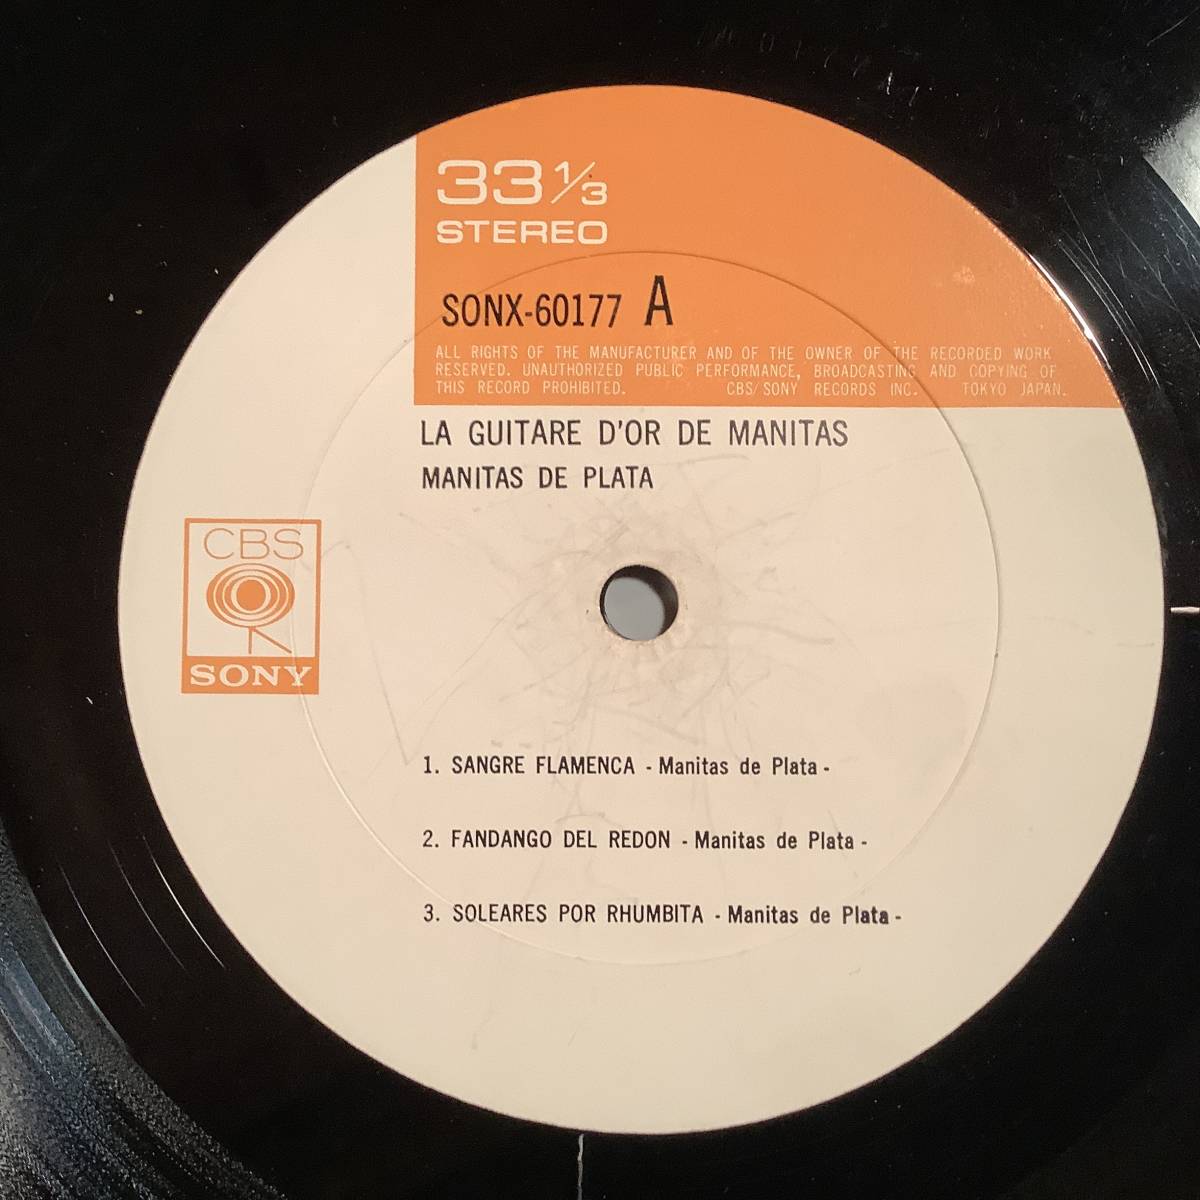 33 1/3
STEREO
SONX-60177 A
ALL RIGHTS OF THE MANUFACTURER AND OF THE OWNER OF THE RECORDED WORK
RESERVED. UNAUTHORIZED PUBLIC PERFORMANCE, BROADCASTING AND COPYING OF
THIS RECORD PROHIBITED. CBS/SONY RECORDS INC. TOKYO JAPAN.
LA GUITARE D'OR DE MANITAS
MANITAS DE PLATA
CBS
SONY
1. SANGRE FLAMENCA - Manitas de Plata -
2. FANDANGO DEL REDON - Manitas de Plata -
3. SOLEARES POR RHUMBITA - Manitas de Plata -